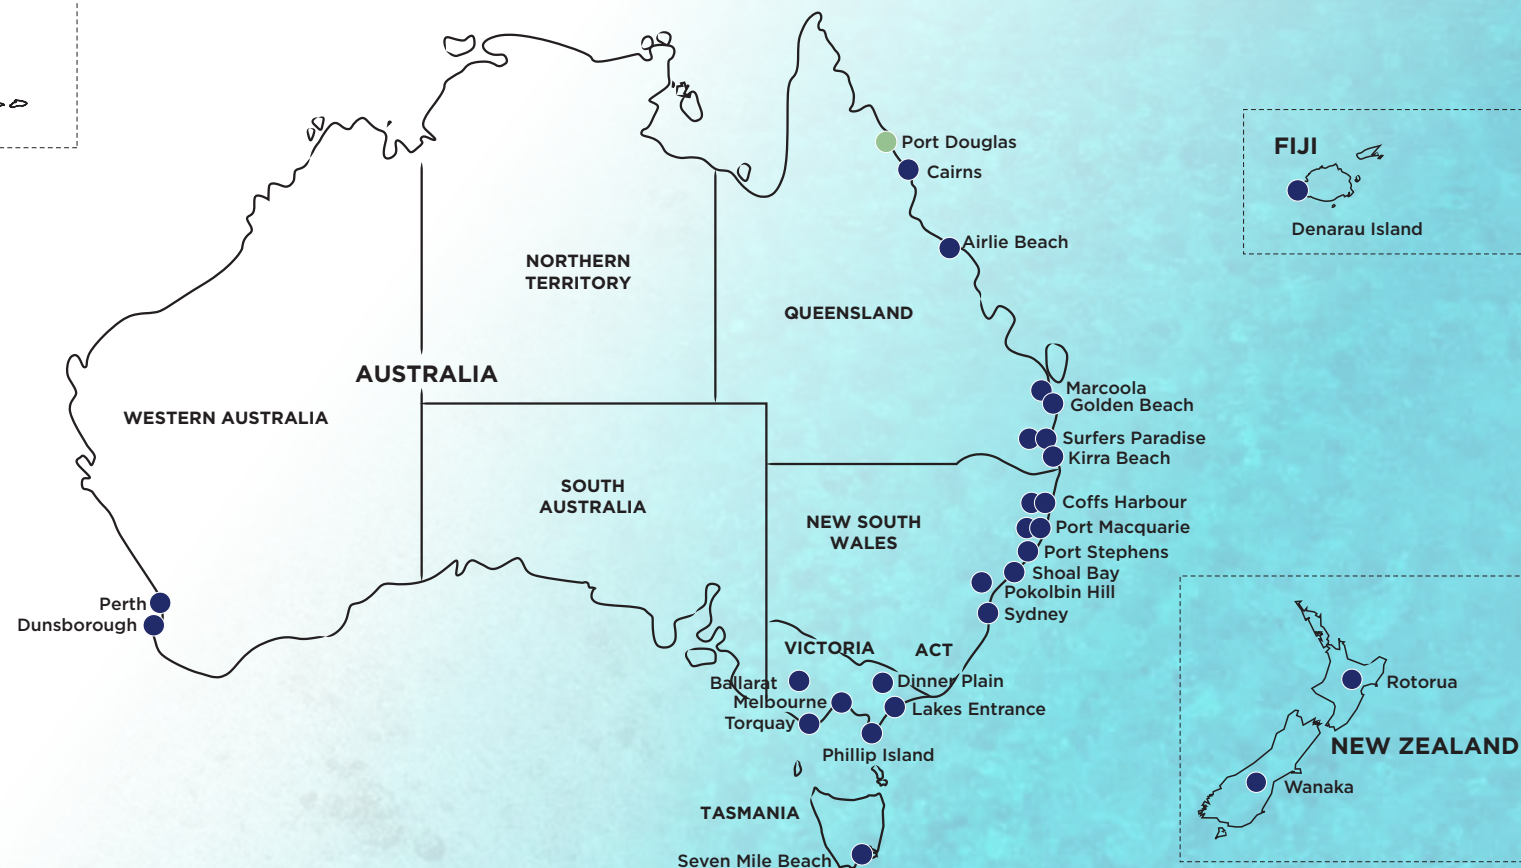 Port Douglas
Cairns
FIJI
Denarau Island
Airlie Beach
NORTHERN
TERRITORY
QUEENSLAND
AUSTRALIA
WESTERN AUSTRALIA
Marcoola
Golden Beach
Surfers Paradise
Kirra Beach
SOUTH
AUSTRALIA
NEW SOUTH
WALES
Coffs Harbour
Port Macquarie
Port Stephens
Shoal Bay
Pokolbin Hill
Sydney
Perth
Dunsborough
VICTORIA
ACT
Ballarat
Dinner Plain
Melbourne
Lakes Entrance
Torquay
Phillip Island
Rotorua
NEW ZEALAND
Wanaka
TASMANIA
Seven Mile Beach